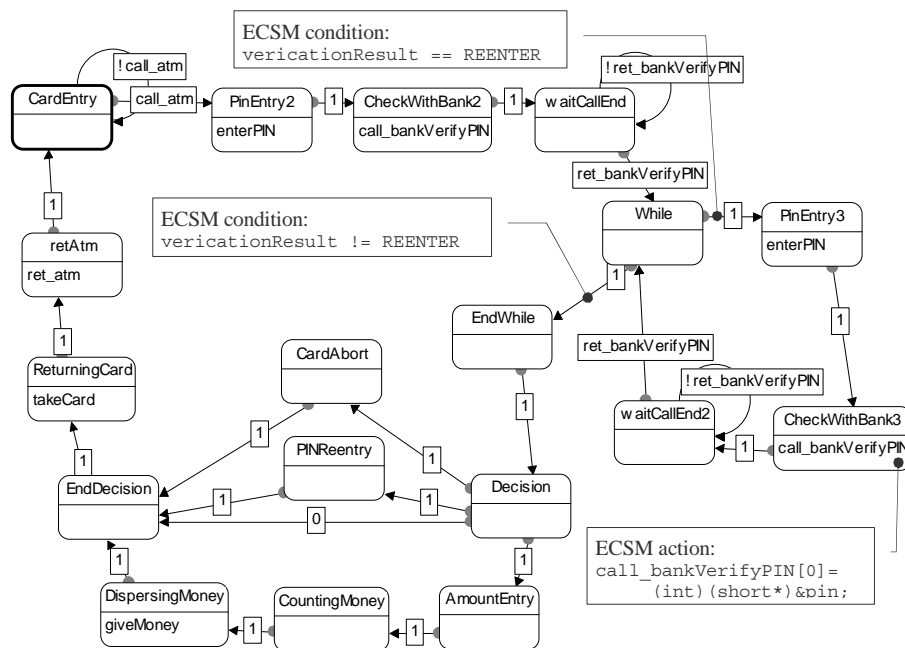 ECSM condition:
vericationResult == REENTER
! call_atm
! ret_bankVerifyPIN
CardEntry
call_atm
PinEntry2
enterPIN
1
CheckWithBank2
call_bankVerifyPIN
1
waitCallEnd
ret_bankVerifyPIN
1
ECSM condition:
vericationResult != REENTER
While
1
PinEntry3
enterPIN
retAtm
ret_atm
1
EndWhile
1
1
ret_bankVerifyPIN
CardAbort
! ret_bankVerifyPIN
ReturningCard
takeCard
1
waitCallEnd2
1
CheckWithBank3
call_bankVerifyPIN
1
1
PINReentry
1
EndDecision
1
1
Decision
0
ECSM action:
call_bankVerifyPIN[0]=
(int)(short*)&pin;
1
1
DispersingMoney
giveMoney
1
CountingMoney
1
AmountEntry